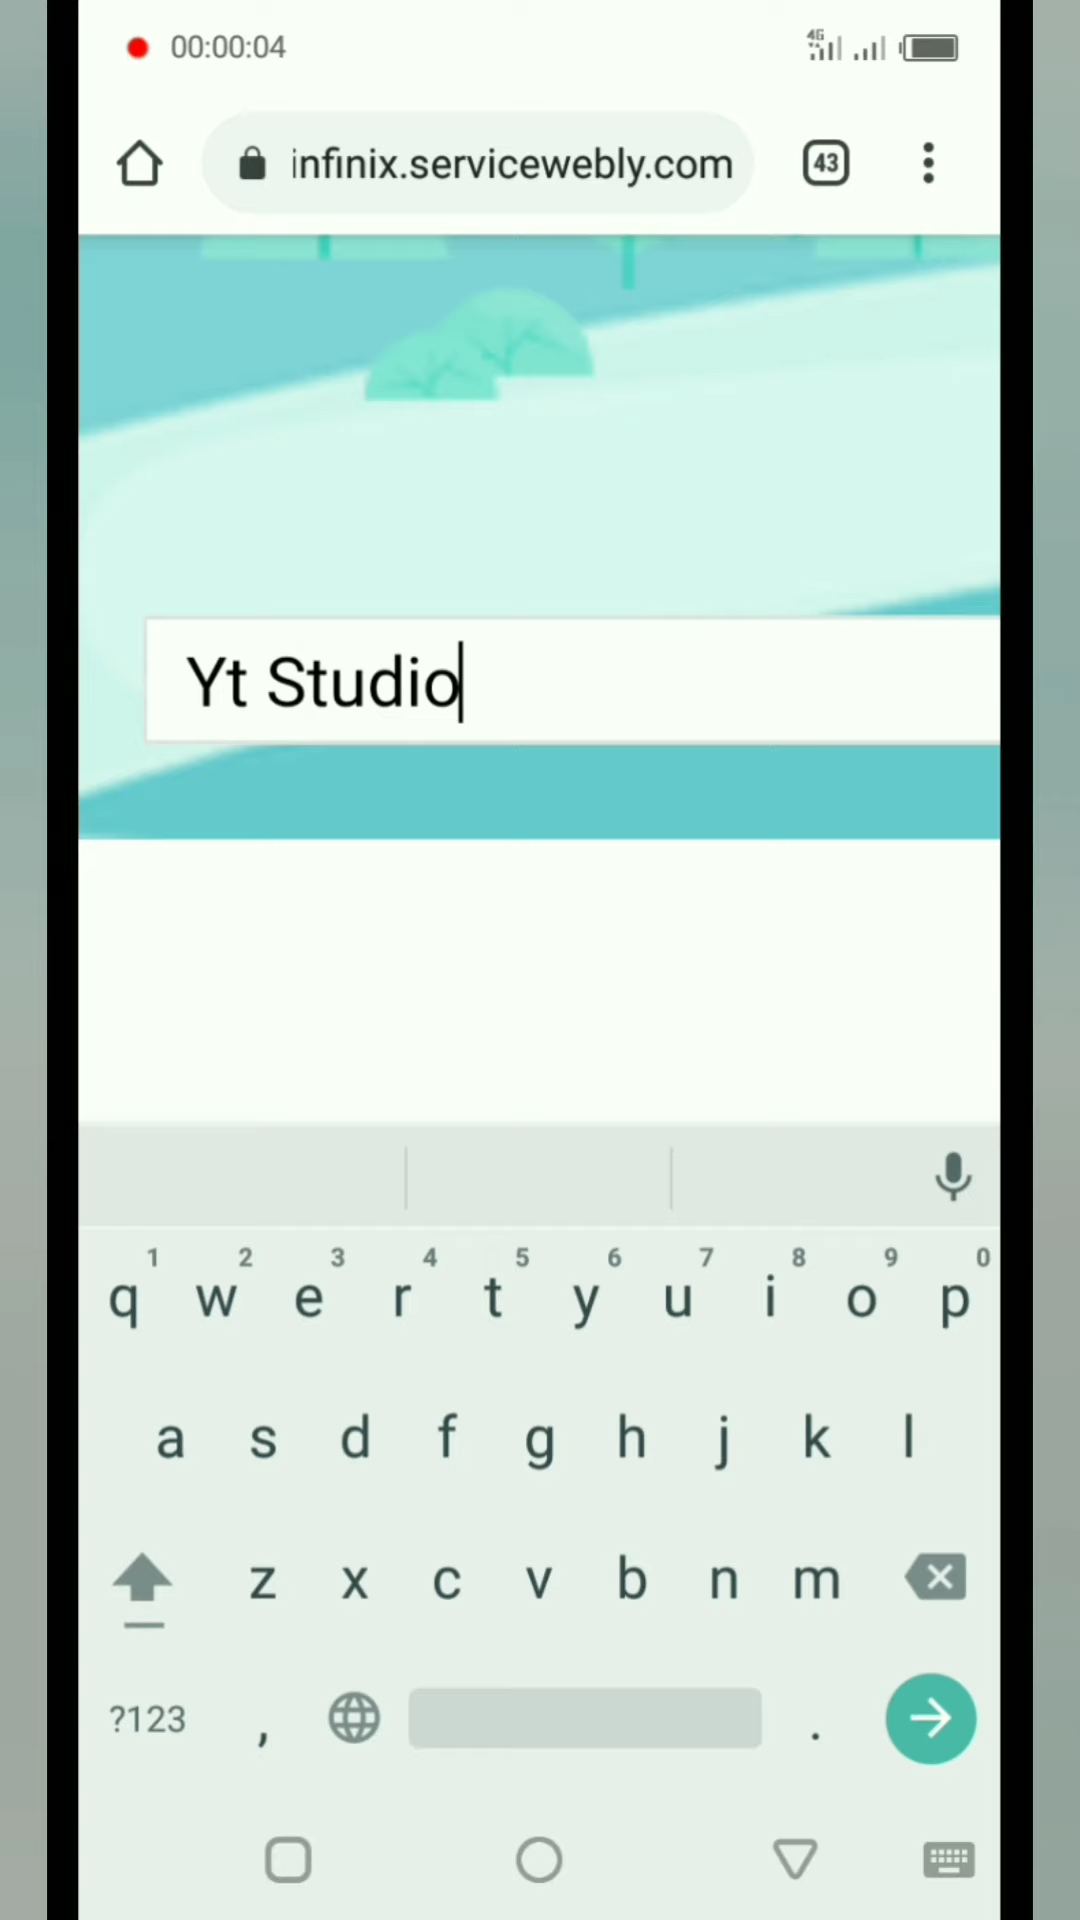 00:00:04
4G
infinix.servicewebly.com
43
Yt Studio
1 2 3 4 5 6 7 8 9 0
q w e r t y u i o p
a s d f g h j k l
z x c v b n m
?123 , .